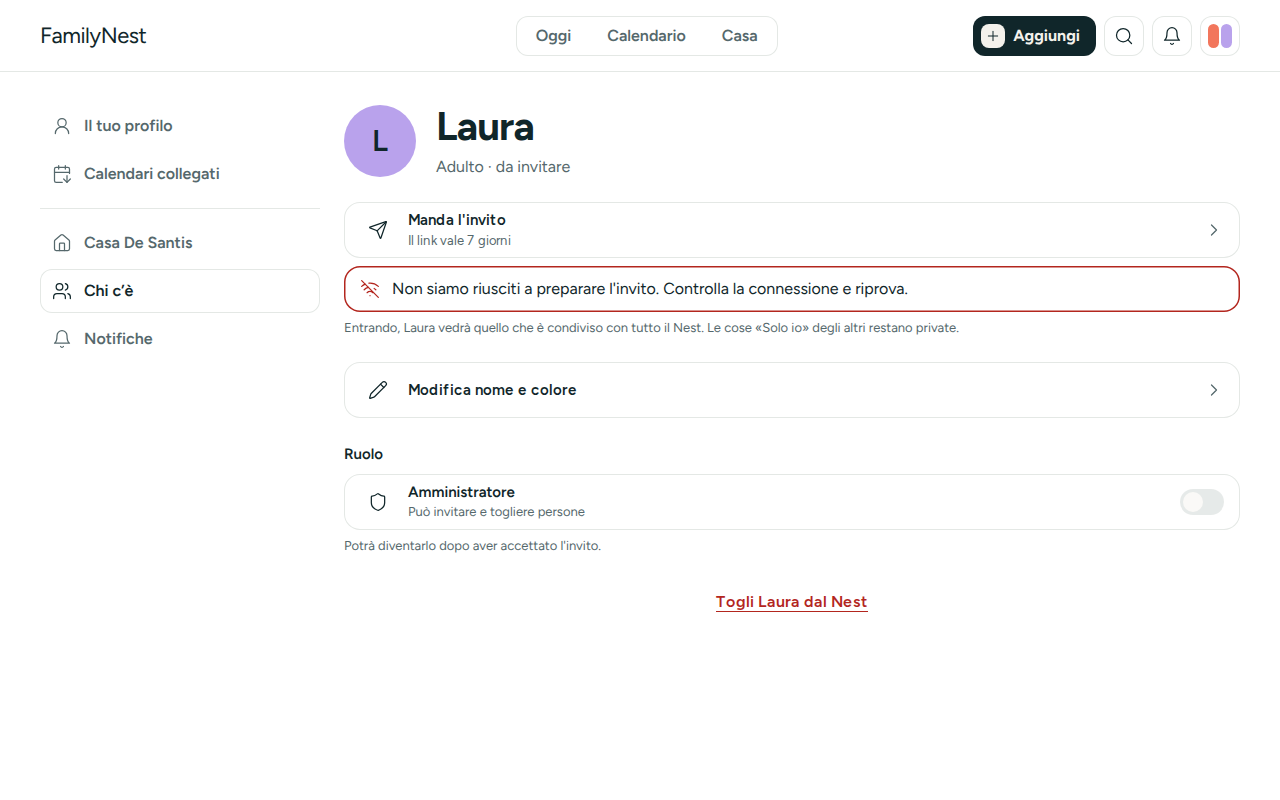 FamilyNest
Oggi
Calendario
Casa
Aggiungi
Il tuo profilo
Calendari collegati
Casa De Santis
Chi c’è
Notifiche
L
Laura
Adulto · da invitare
Manda l'invito
Il link vale 7 giorni
Non siamo riusciti a preparare l'invito. Controlla la connessione e riprova.
Entrando, Laura vedrà quello che è condiviso con tutto il Nest. Le cose «Solo io» degli altri restano private.
Modifica nome e colore
Ruolo
Amministratore
Può invitare e togliere persone
Potrà diventarlo dopo aver accettato l'invito.
Togli Laura dal Nest